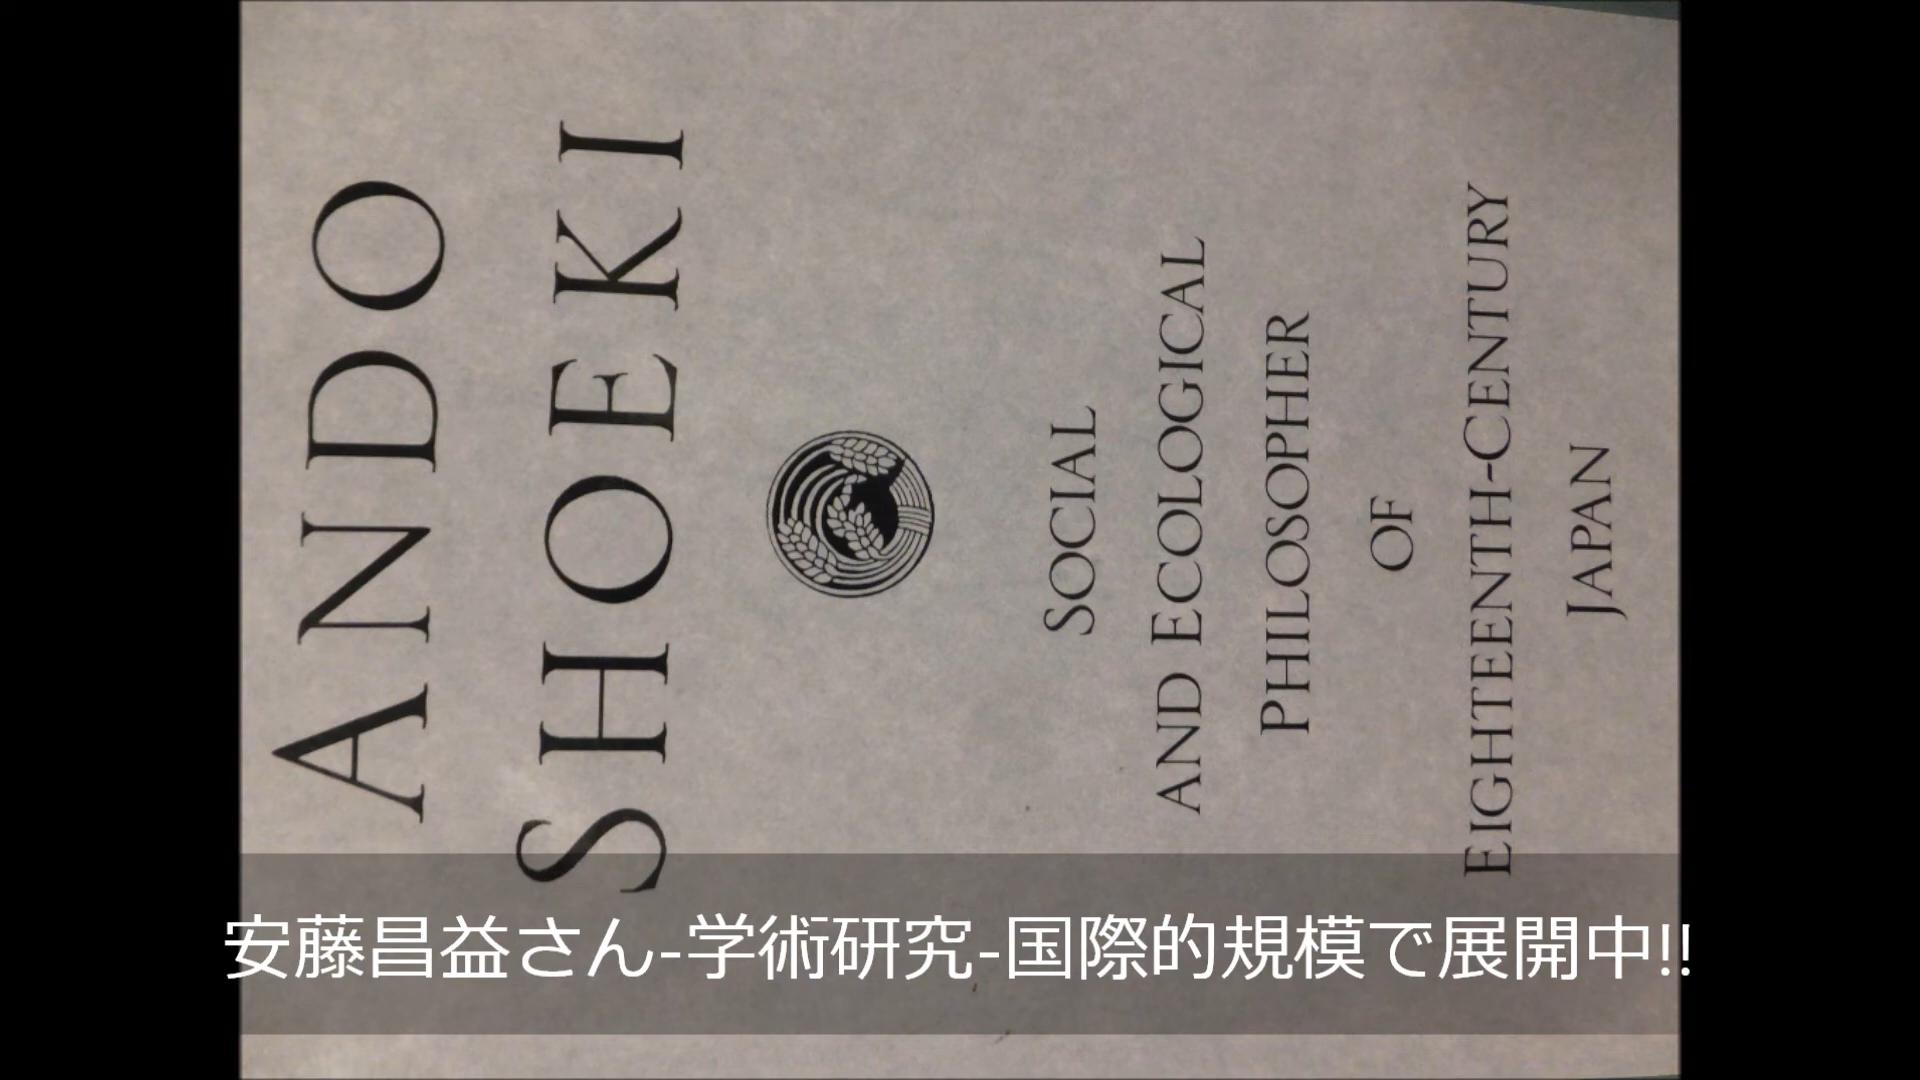 ANDO
SHOEKI
SOCIAL
AND ECOLOGICAL
PHILOSOPHER
OF
EIGHTEENTH-CENTURY
JAPAN
安藤昌益さん-学術研究-国際的規模で展開中!!